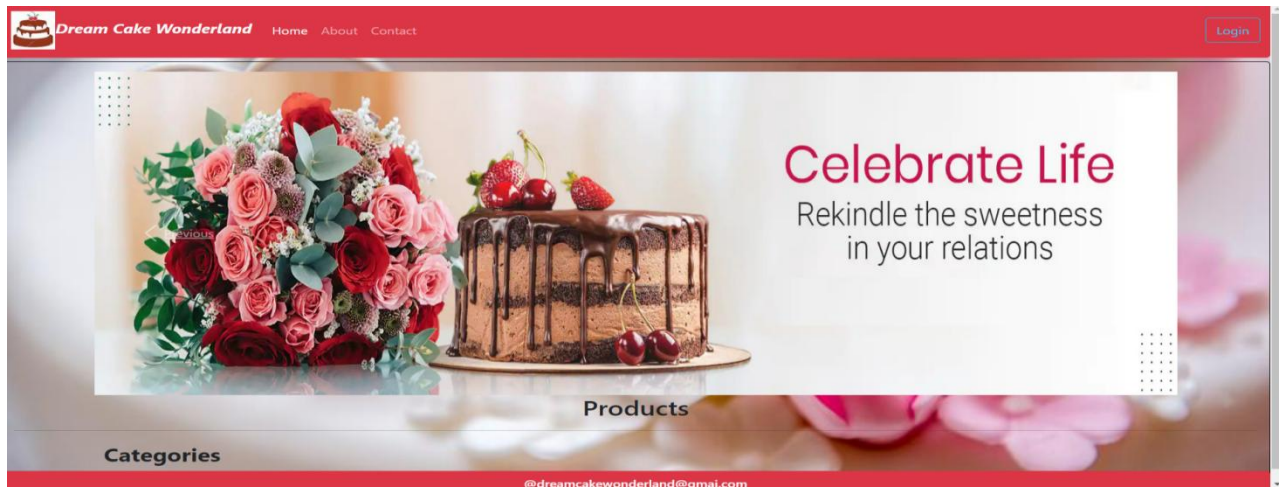 Dream Cake Wonderland Home About Contact Login
Celebrate Life
Rekindle the sweetness
in your relations
Products
Categories
@dreamcakewonderland@gmai.com